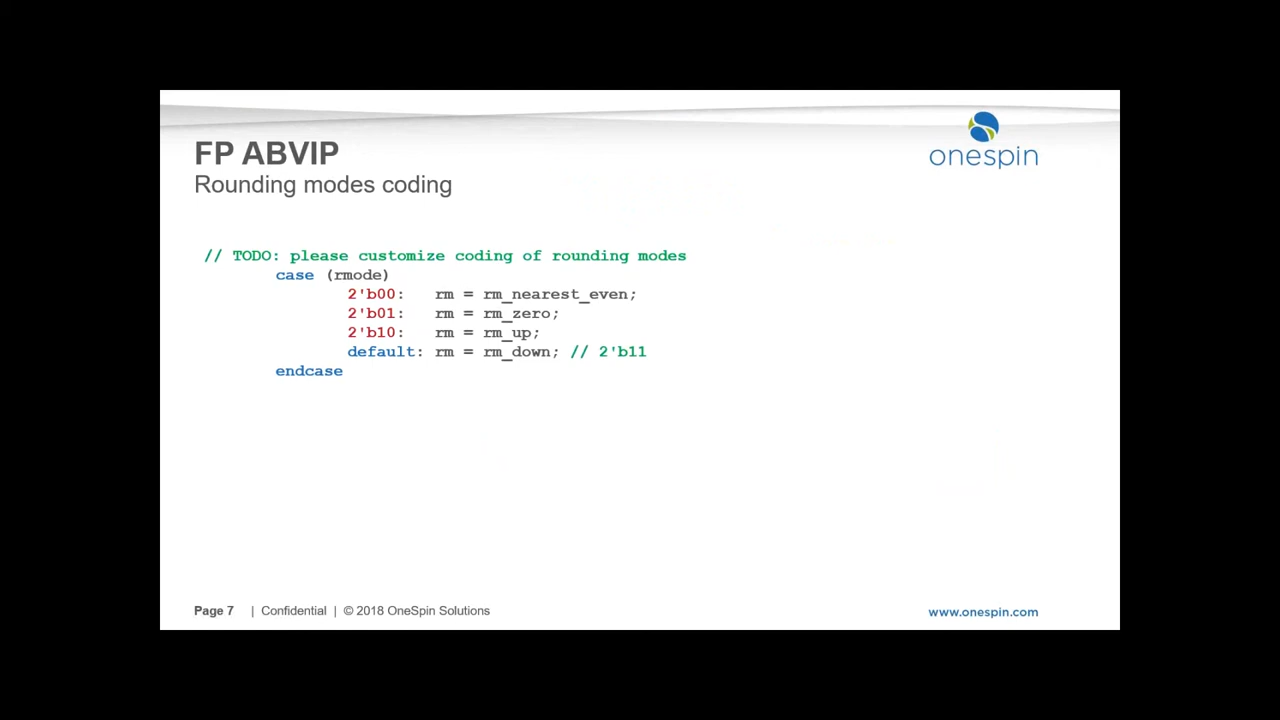 FP ABVIP
onespin
Rounding modes coding
// TODO: please customize coding of rounding modes
case (rmode)
2'b00: rm = rm_nearest_even;
2'b01: rm = rm_zero;
2'b10: rm = rm_up;
default: rm = rm_down; // 2'b11
endcase
Page 7 | Confidential | © 2018 OneSpin Solutions
www.onespin.com